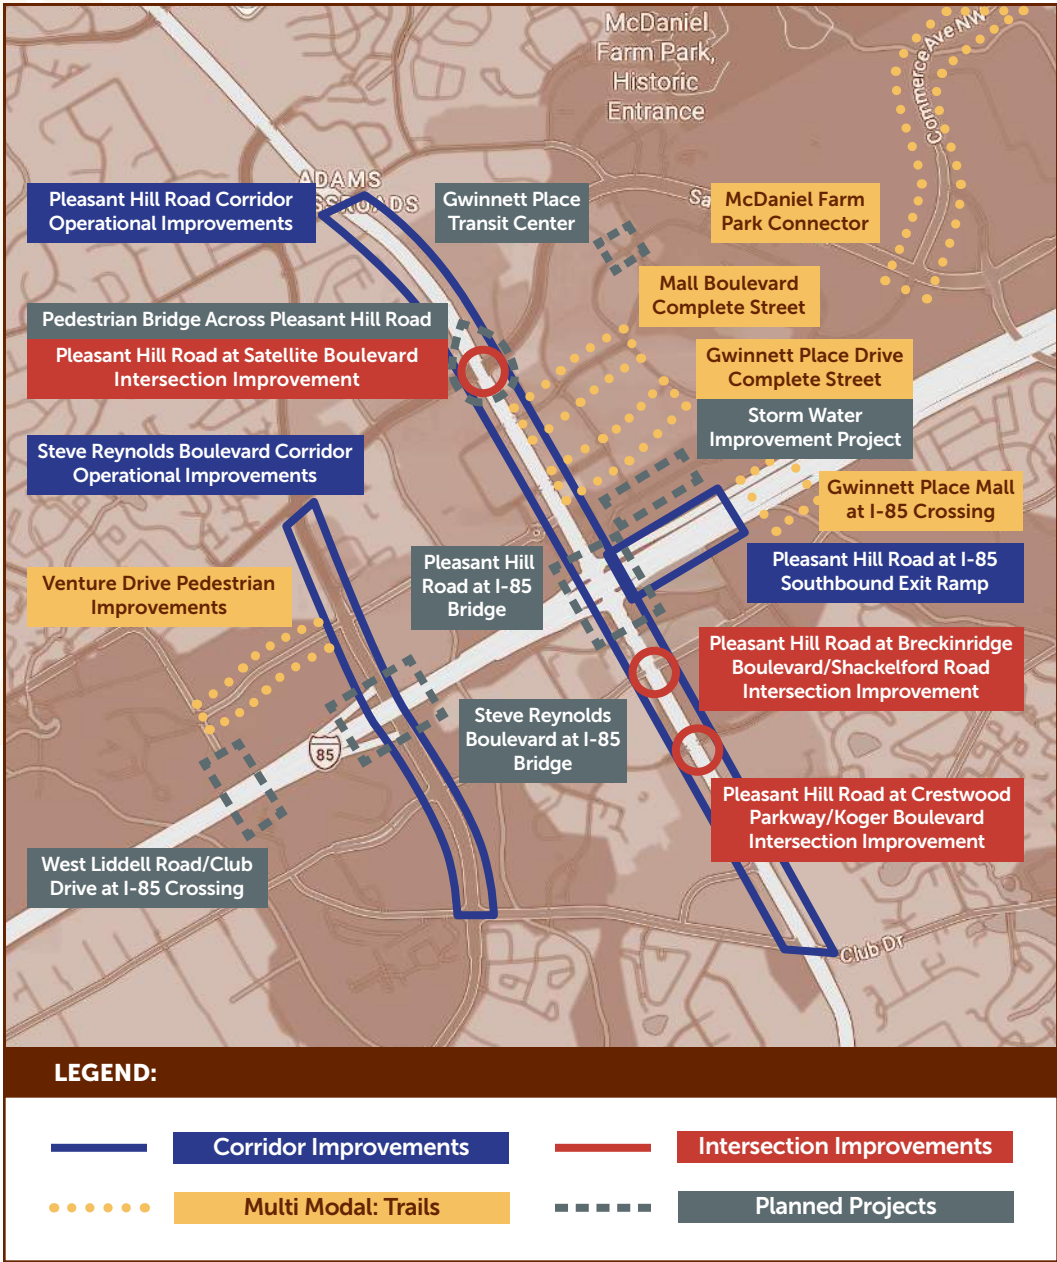 McDaniel
Farm Park,
Historic
Entrance
Commerce Ave NW
ADAMS
Pleasant Hill Road Corridor
Operational Improvements
Gwinnett Place
Transit Center
McDaniel Farm
Park Connector
Mall Boulevard
Complete Street
Pedestrian Bridge Across Pleasant Hill Road
Pleasant Hill Road at Satellite Boulevard
Intersection Improvement
Gwinnett Place Drive
Complete Street
Storm Water
Improvement Project
Steve Reynolds Boulevard Corridor
Operational Improvements
Gwinnett Place Mall
at I-85 Crossing
Pleasant Hill
Road at I-85
Bridge
Pleasant Hill Road at I-85
Southbound Exit Ramp
Venture Drive Pedestrian
Improvements
Pleasant Hill Road at Breckinridge
Boulevard/Shackelford Road
Intersection Improvement
Steve Reynolds
Boulevard at I-85
Bridge
85
Pleasant Hill Road at Crestwood
Parkway/Koger Boulevard
Intersection Improvement
West Liddell Road/Club
Drive at I-85 Crossing
Club Dr
LEGEND:
Corridor Improvements
Intersection Improvements
Multi Modal: Trails
Planned Projects